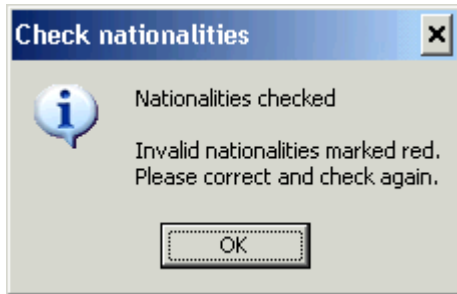 Check nationalities
Nationalities checked
Invalid nationalities marked red.
Please correct and check again.
OK